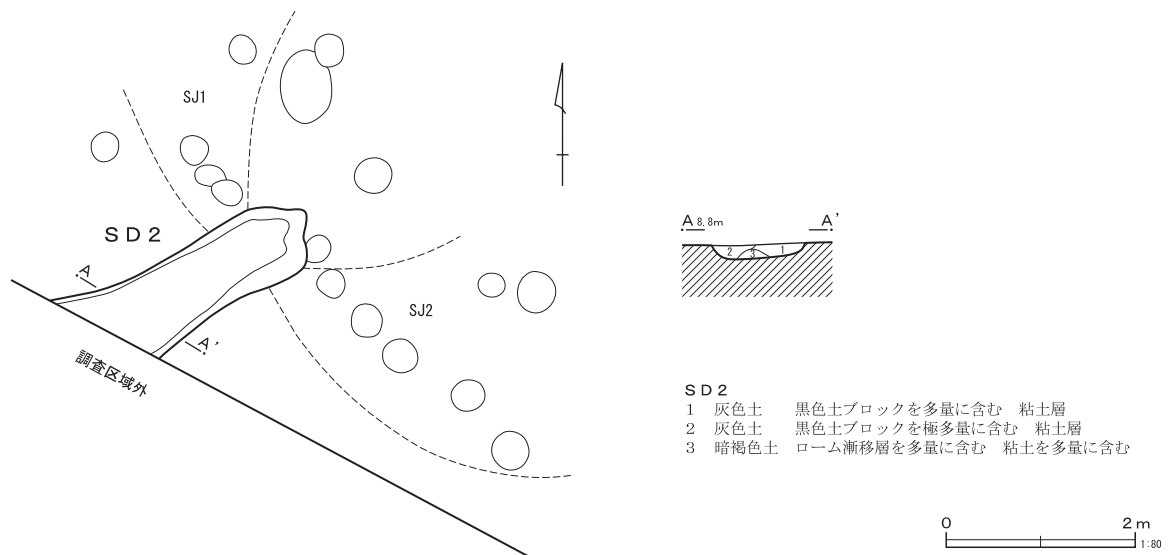 SJ1
SD2
A
A'
SJ2
調査区域外
A 8.8m A'
2 3 1
SD2
1 灰色土 黒色土ブロックを多量に含む 粘土層
2 灰色土 黒色土ブロックを極多量に含む 粘土層
3 暗褐色土 ローム漸移層を多量に含む 粘土を多量に含む
0 2m
1:80